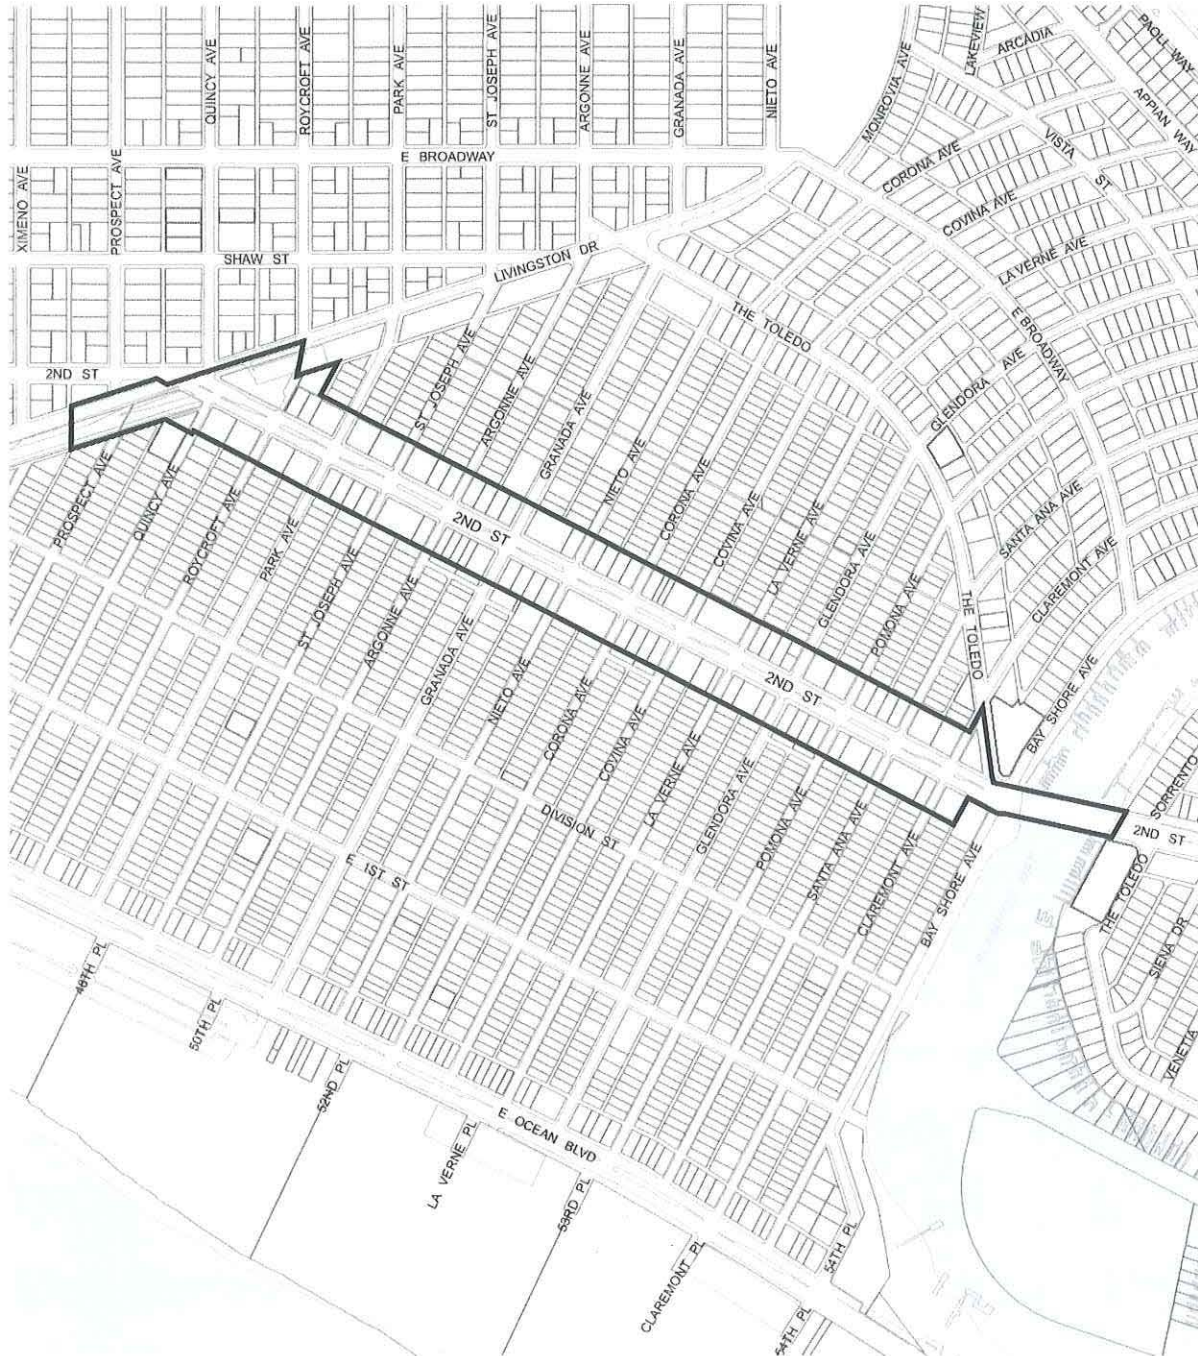 XIMENO AVE
PROSPECT AVE
QUINCY AVE
ROYCROFT AVE
PARK AVE
ST JOSEPH AVE
ARGONNE AVE
GRANADA AVE
NIETO AVE
MONROVIA AVE
LAKEVIEW
ARCADIA
PAOLI WAY
APPIAN WAY
VISTA ST
E BROADWAY
CORONA AVE
COVINA AVE
LA VERNE AVE
SHAW ST
LIVINGSTON DR
THE TOLEDO
E BROADWAY
GLENDORA AVE
2ND ST
ST JOSEPH AVE
ARGONNE AVE
GRANADA AVE
NIETO AVE
CORONA AVE
COVINA AVE
LA VERNE AVE
GLENDORA AVE
POMONA AVE
SANTA ANA AVE
CLAREMONT AVE
THE TOLEDO
BAY SHORE AVE
PROSPECT AVE
QUINCY AVE
ROYCROFT AVE
PARK AVE
ST JOSEPH AVE
ARGONNE AVE
GRANADA AVE
NIETO AVE
CORONA AVE
COVINA AVE
LA VERNE AVE
GLENDORA AVE
POMONA AVE
SANTA ANA AVE
CLAREMONT AVE
BAY SHORE AVE
2ND ST
2ND ST
SORRENTO
2ND ST
THE TOLEDO
SIENA DR
VENETIA
DIVISION ST
E 1ST ST
E OCEAN BLVD
48TH PL
50TH PL
52ND PL
LA VERNE PL
53RD PL
CLAREMONT PL
54TH PL
54TH PL